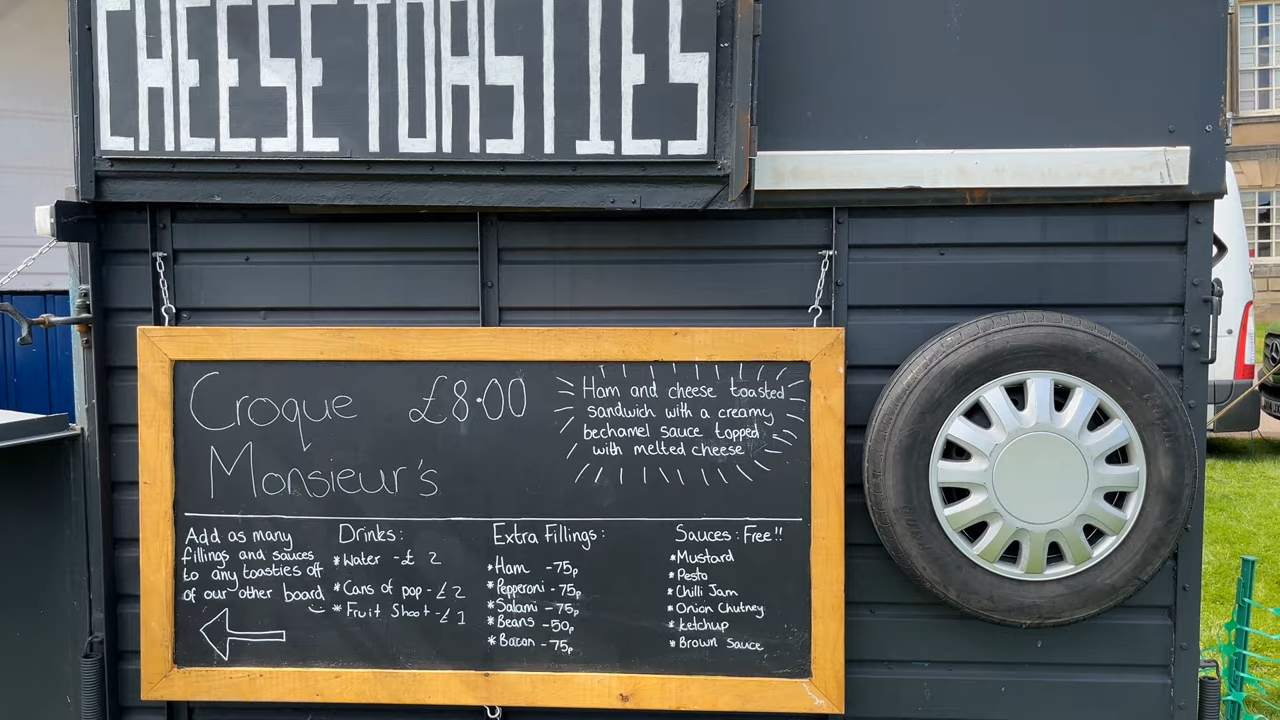 CHEESE TOASTIES
Croque £8.00
Monsieur's
Ham and cheese toasted
sandwich with a creamy
bechamel sauce topped
with melted cheese
Add as many
fillings and sauces
to any toasties off
of our other board
Drinks:
*Water - £ 2
*Cans of pop - £ 2
*Fruit Shoot - £ 1
Extra Fillings:
*Ham - 75p
*Pepperoni - 75p
*Salami - 75p
*Beans - 50p
*Bacon - 75p
Sauces: Free!!
*Mustard
*Pesto
*Chilli Jam
*Onion Chutney
*ketchup
*Brown Sauce